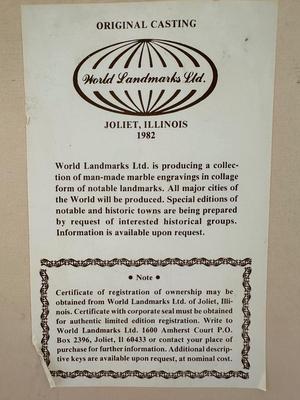 ORIGINAL CASTING
World Landmarks Ltd.
JOLIET, ILLINOIS
1982
World Landmarks Ltd. is producing a collec-
tion of man-made marble engravings in collage
form of notable landmarks. All major cities of
the World will be produced. Special editions of
notable and historic towns are being prepared
by request of interested historical groups.
Information is available upon request.
• Note •
Certificate of registration of ownership may be
obtained from World Landmarks Ltd. of Joliet, Illi-
nois. Certificate with corporate seal must be obtained
for authentic limited edition registration. Write to
World Landmarks Ltd. 1600 Amherst Court P.O.
Box 2396, Joliet, Il 60433 or contact your place of
purchase for further information. Additional descrip-
tive keys are available upon request, at nominal cost.